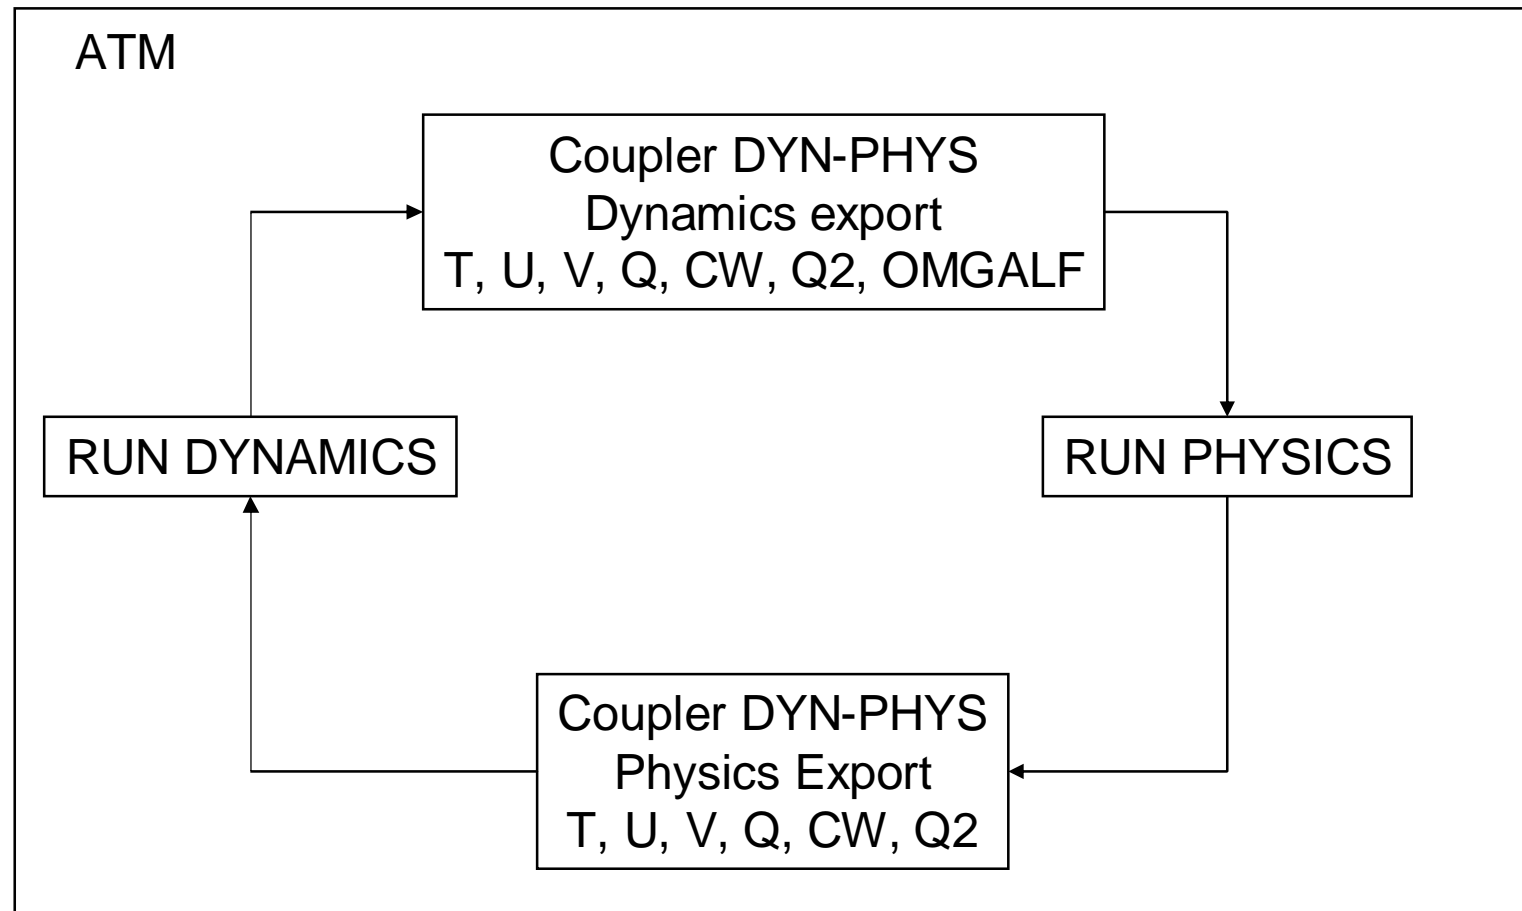 ATM
Coupler DYN-PHYS
Dynamics export
T, U, V, Q, CW, Q2, OMGALF
RUN DYNAMICS
RUN PHYSICS
Coupler DYN-PHYS
Physics Export
T, U, V, Q, CW, Q2